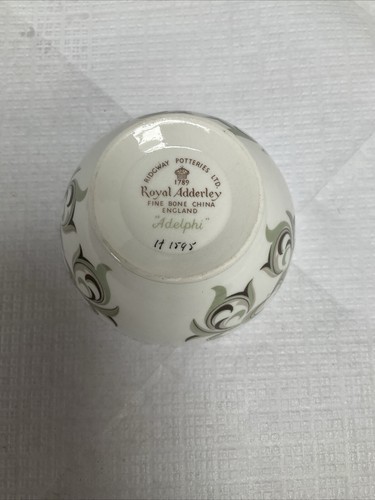 RIDGWAY POTTERIES LTD.
1789
Royal Adderley
FINE BONE CHINA
ENGLAND
"Adelphi"
H 1595